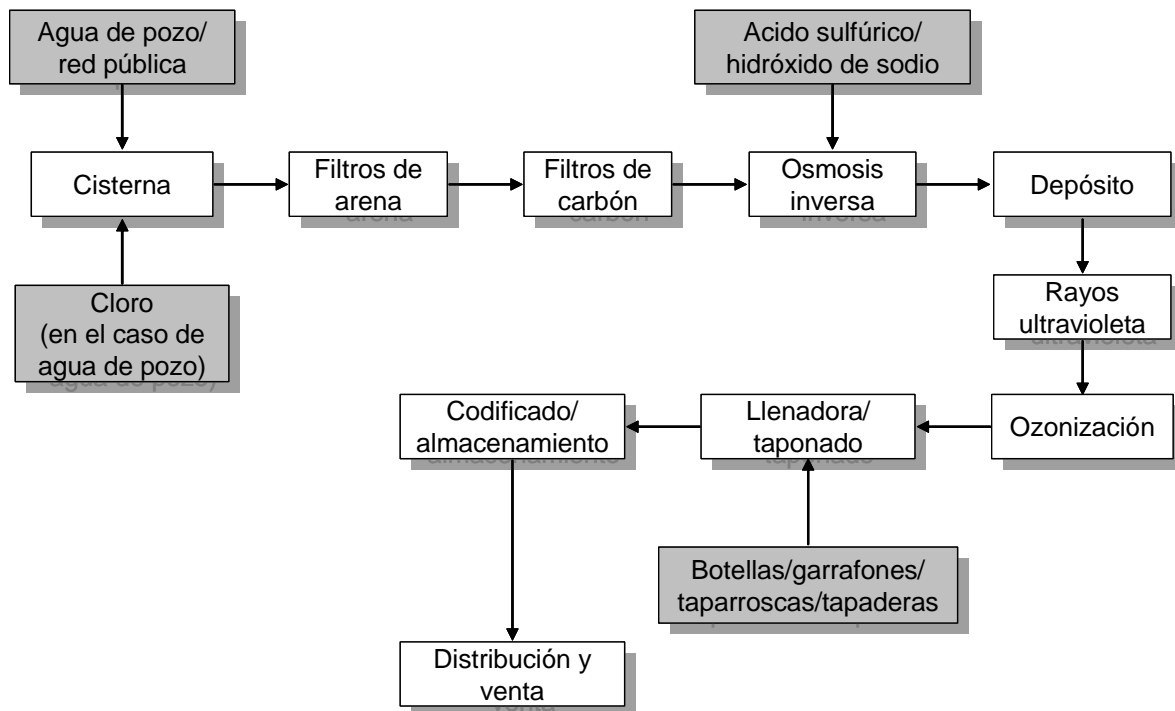 Agua de pozo/
red pública
Acido sulfúrico/
hidróxido de sodio
Cisterna
Filtros de
arena
Filtros de
carbón
Osmosis
inversa
Depósito
Cloro
(en el caso de
agua de pozo)
Rayos
ultravioleta
Codificado/
almacenamiento
Llenadora/
taponado
Ozonización
Botellas/garrafones/
taparroscas/tapaderas
Distribución y
venta